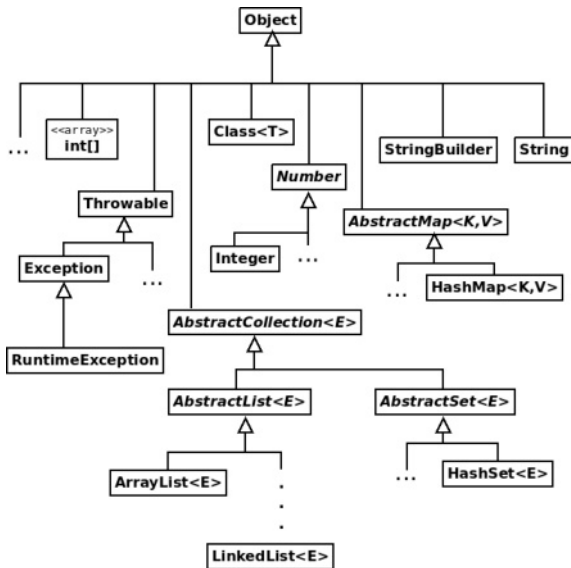 Object
...
<<array>>
int[]
Class<T>
StringBuilder
String
Number
Throwable
AbstractMap<K,V>
Exception
...
Integer
...
...
HashMap<K,V>
AbstractCollection<E>
RuntimeException
AbstractList<E>
AbstractSet<E>
ArrayList<E>
...
HashSet<E>
.
.
.
LinkedList<E>